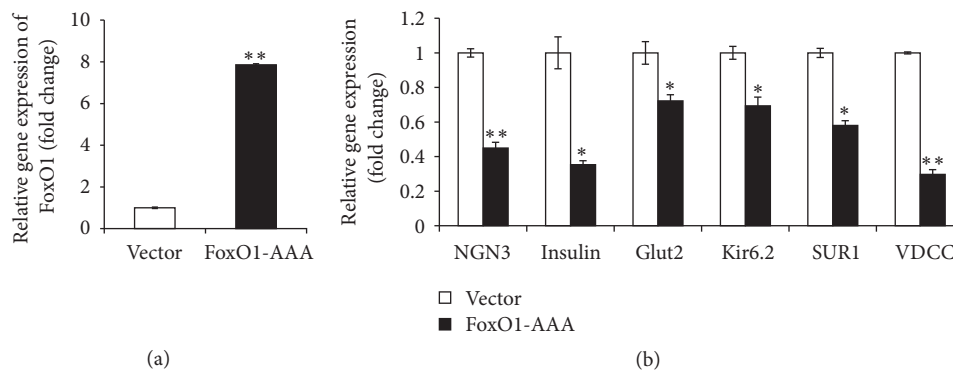 Relative gene expression of
FoxO1 (fold change)
10
8
6
4
2
0
**
Vector FoxO1-AAA
(a)
Relative gene expression
(fold change)
1.2
1
0.8
0.6
0.4
0.2
0
** * * * * **
NGN3 Insulin Glut2 Kir6.2 SUR1 VDCC
Vector
FoxO1-AAA
(b)